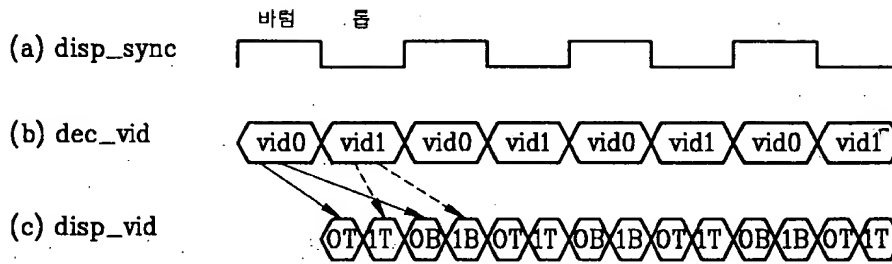 바텀 톱
(a) disp_sync
(b) dec_vid vid0 vid1 vid0 vid1 vid0 vid1 vid0 vid1
(c) disp_vid 0T 1T 0B 1B 0T 1T 0B 1B 0T 1T 0B 1B 0T 1T